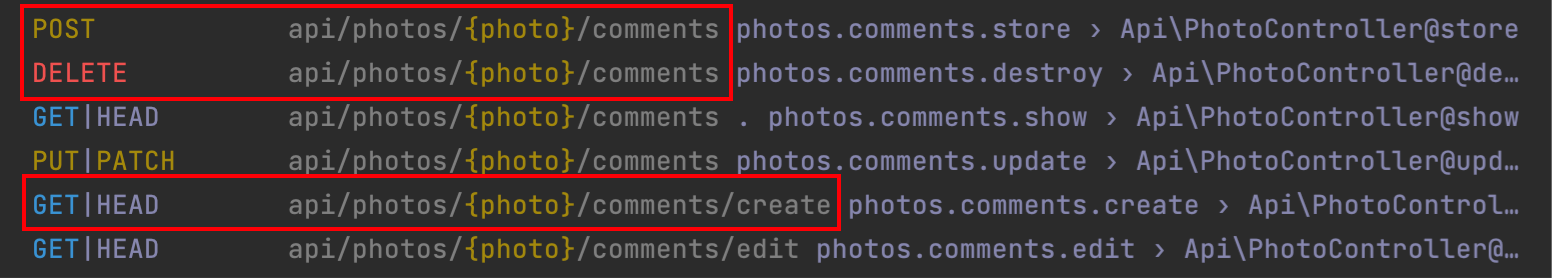 POST api/photos/{photo}/comments photos.comments.store › Api\PhotoController@store
DELETE api/photos/{photo}/comments photos.comments.destroy › Api\PhotoController@de…
GET|HEAD api/photos/{photo}/comments . photos.comments.show › Api\PhotoController@show
PUT|PATCH api/photos/{photo}/comments photos.comments.update › Api\PhotoController@upd…
GET|HEAD api/photos/{photo}/comments/create photos.comments.create › Api\PhotoControl…
GET|HEAD api/photos/{photo}/comments/edit photos.comments.edit › Api\PhotoController@…